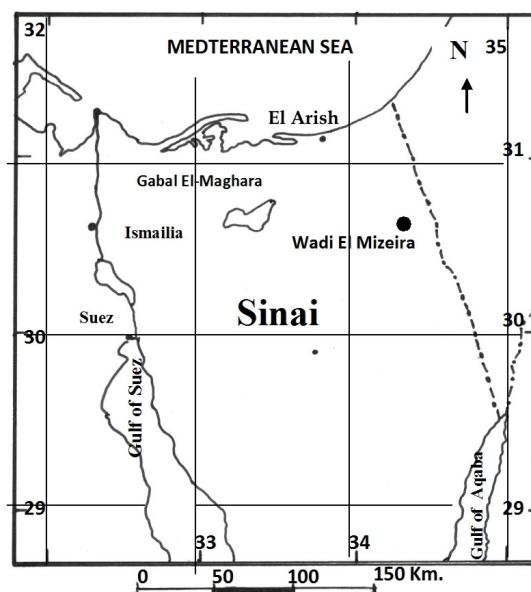 32
MEDTERRANEAN SEA
N
35
El Arish
31
31
Gabal El-Maghara
Ismailia
Wadi El Mizeira
Suez
Sinai
30
30
Gulf of Suez
29
29
Gulf of Aqaba
33
34
0 50 100 150 Km.